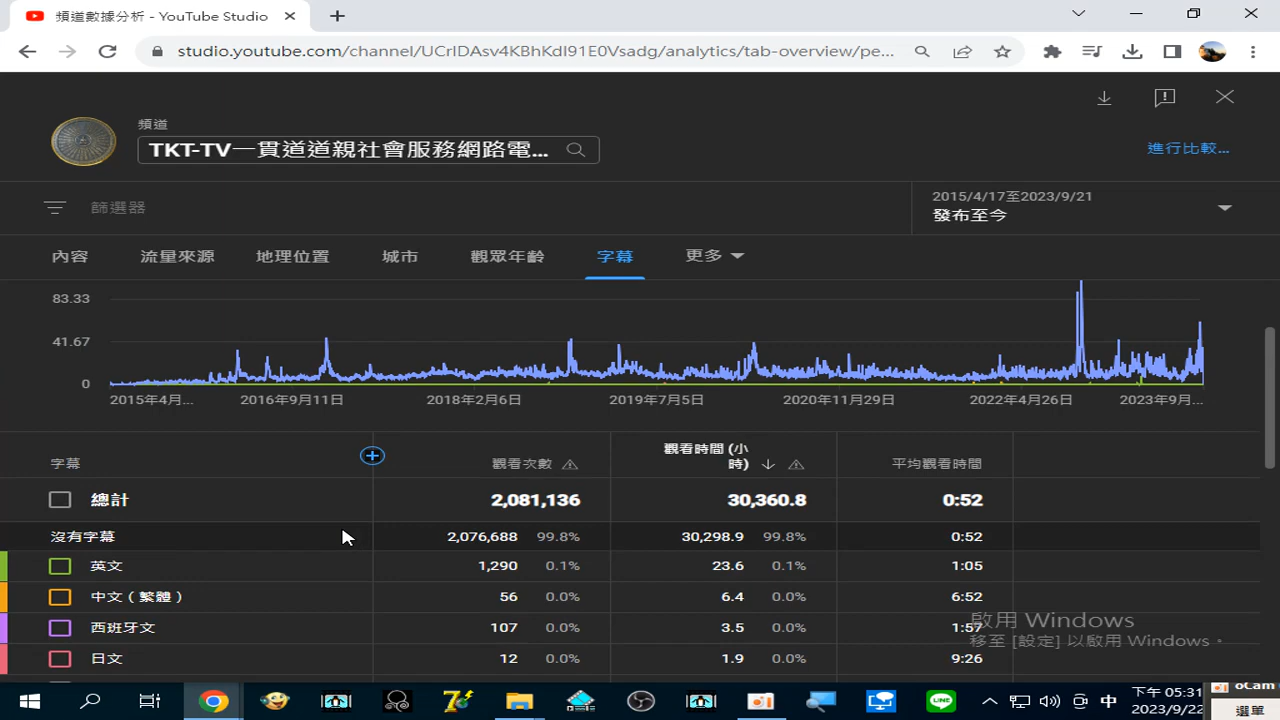 頻道數據分析 - YouTube Studio
studio.youtube.com/channel/UCrIDAsv4KBhKdI91E0Vsadg/analytics/tab-overview/pe...
頻道
TKT-TV一貫道道親社會服務網路電...
進行比較...
篩選器
2015/4/17至2023/9/21
發布至今
內容 流量來源 地理位置 城市 觀眾年齡 字幕 更多
83.33
41.67
0
2015年4月... 2016年9月11日 2018年2月6日 2019年7月5日 2020年11月29日 2022年4月26日 2023年9月...
字幕 觀看次數 觀看時間 (小時) 平均觀看時間
總計 2,081,136 30,360.8 0:52
沒有字幕 2,076,688 99.8% 30,298.9 99.8% 0:52
英文 1,290 0.1% 23.6 0.1% 1:05
中文（繁體） 56 0.0% 6.4 0.0% 6:52
西班牙文 107 0.0% 3.5 0.0% 1:57
日文 12 0.0% 1.9 0.0% 9:26
啟用 Windows
移至 [設定] 以啟用 Windows。
LINE
中
下午 05:31
2023/9/22
oCam
選單